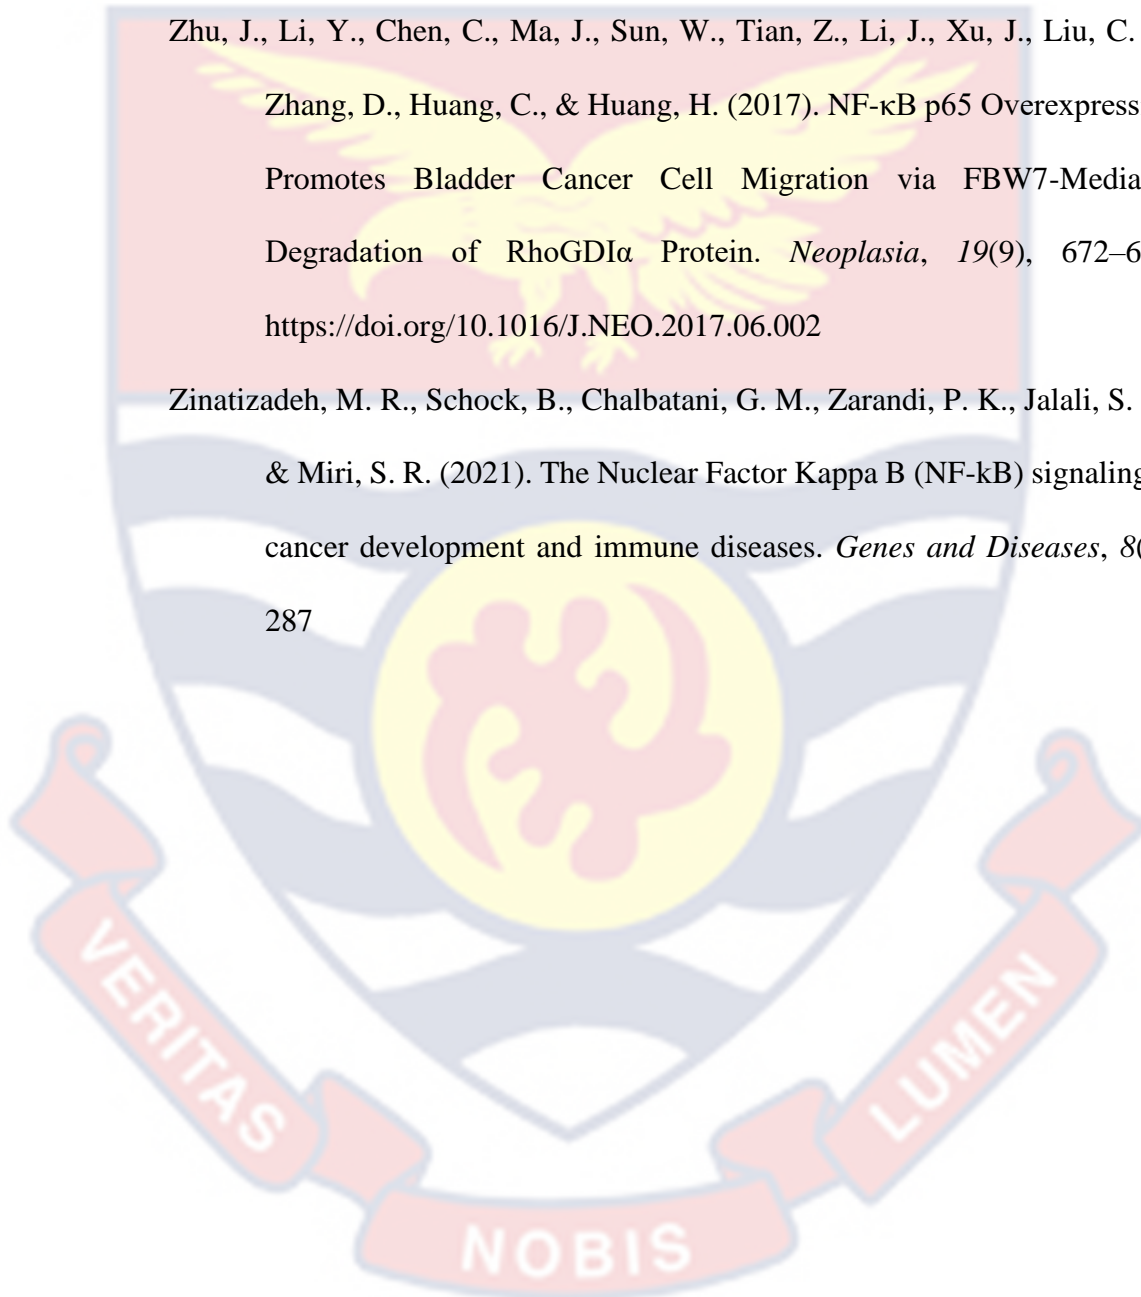 Zhu, J., Li, Y., Chen, C., Ma, J., Sun, W., Tian, Z., Li, J., Xu, J., Liu, C.
Zhang, D., Huang, C., & Huang, H. (2017). NF-κB p65 Overexpress
Promotes Bladder Cancer Cell Migration via FBW7-Media
Degradation of RhoGDIα Protein. Neoplasia, 19(9), 672–6
https://doi.org/10.1016/J.NEO.2017.06.002
Zinatizadeh, M. R., Schock, B., Chalbatani, G. M., Zarandi, P. K., Jalali, S.
& Miri, S. R. (2021). The Nuclear Factor Kappa B (NF-kB) signaling
cancer development and immune diseases. Genes and Diseases, 8(
287
VERITAS
NOBIS
LUMEN